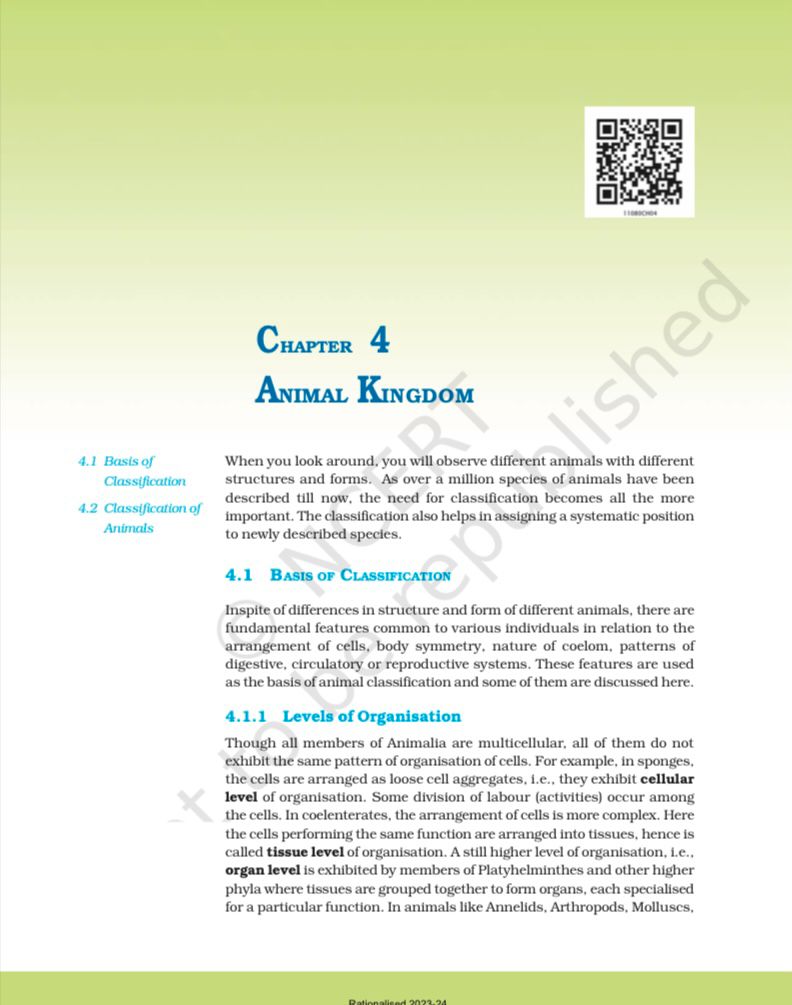 11080CH04
CHAPTER 4
ANIMAL KINGDOM
4.1 Basis of
Classification
4.2 Classification of
Animals
When you look around, you will observe different animals with different
structures and forms. As over a million species of animals have been
described till now, the need for classification becomes all the more
important. The classification also helps in assigning a systematic position
to newly described species.
4.1 BASIS OF CLASSIFICATION
Inspite of differences in structure and form of different animals, there are
fundamental features common to various individuals in relation to the
arrangement of cells, body symmetry, nature of coelom, patterns of
digestive, circulatory or reproductive systems. These features are used
as the basis of animal classification and some of them are discussed here.
4.1.1 Levels of Organisation
Though all members of Animalia are multicellular, all of them do not
exhibit the same pattern of organisation of cells. For example, in sponges,
the cells are arranged as loose cell aggregates, i.e., they exhibit cellular
level of organisation. Some division of labour (activities) occur among
the cells. In coelenterates, the arrangement of cells is more complex. Here
the cells performing the same function are arranged into tissues, hence is
called tissue level of organisation. A still higher level of organisation, i.e.,
organ level is exhibited by members of Platyhelminthes and other higher
phyla where tissues are grouped together to form organs, each specialised
for a particular function. In animals like Annelids, Arthropods, Molluscs,
© NCERT
be republished
Rationalised 2023-24